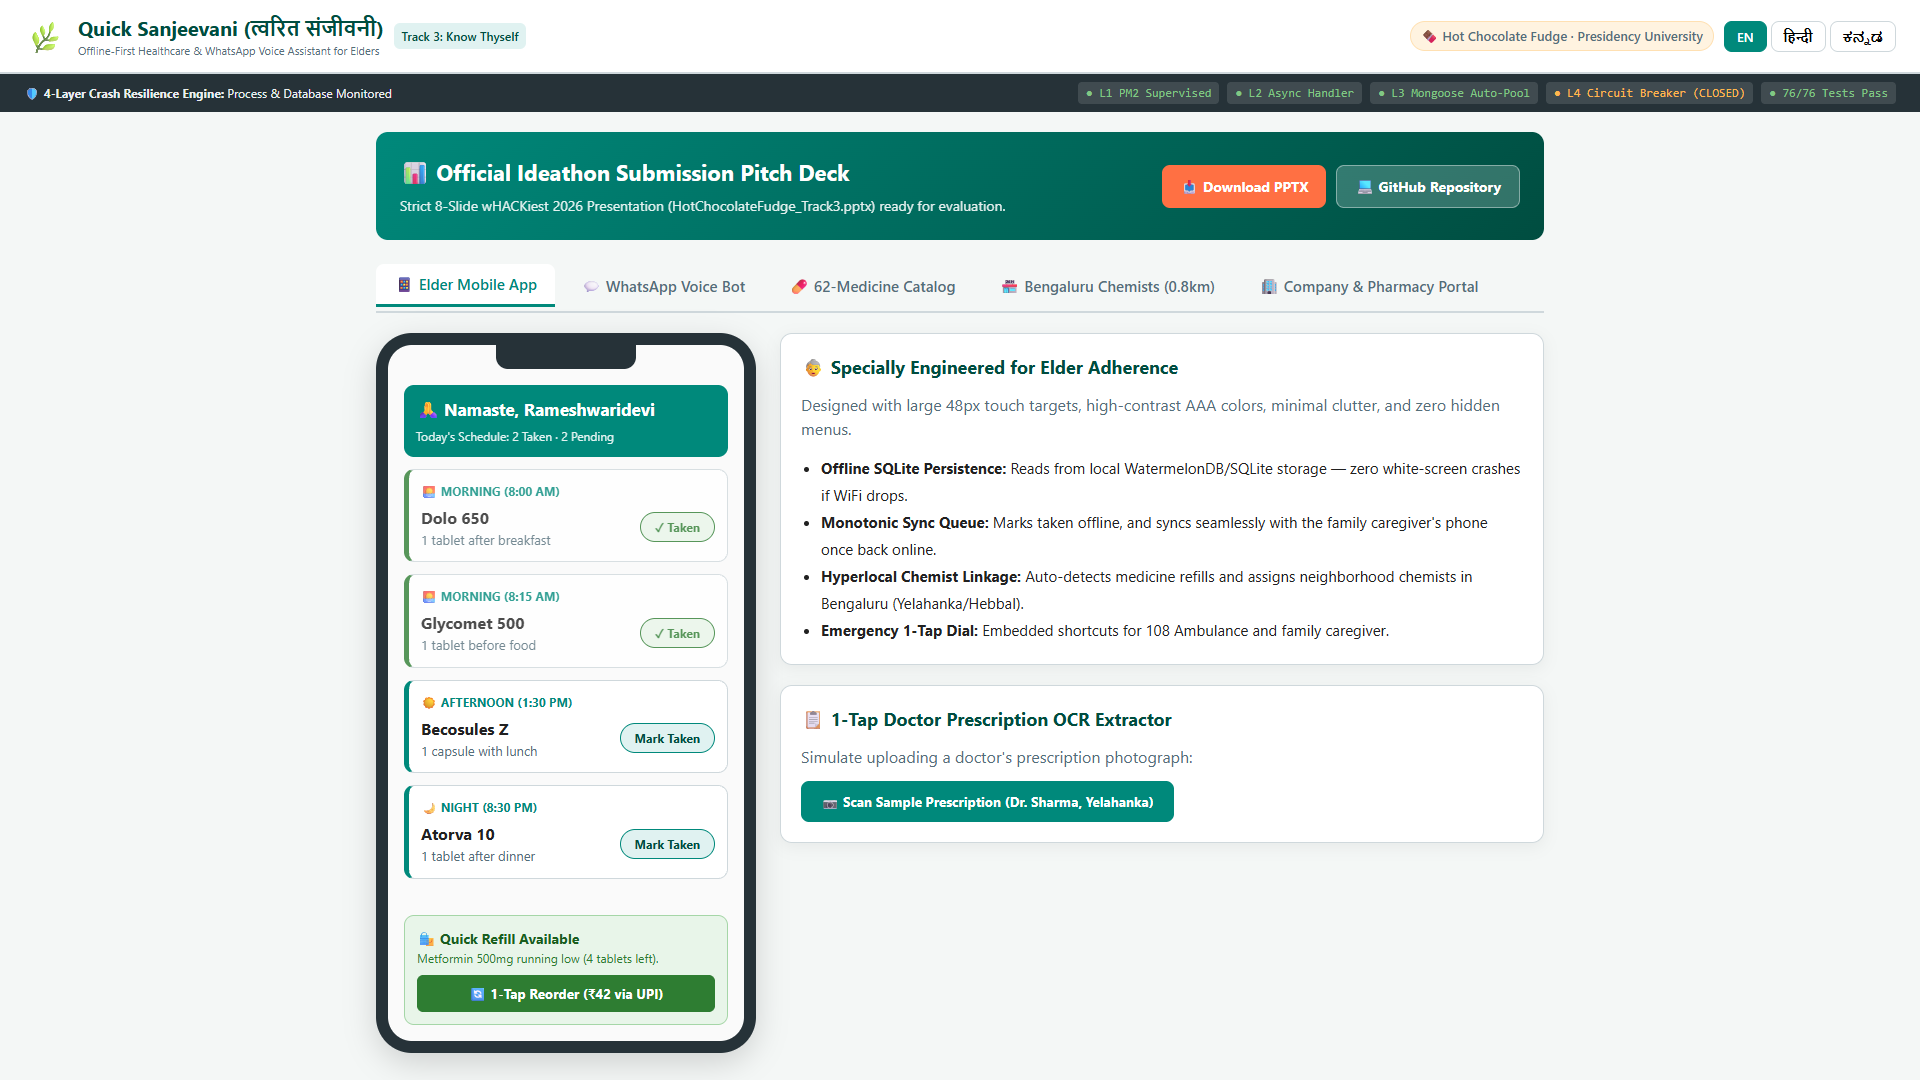 Quick Sanjeevani (त्वरित संजीवनी)
Offline-First Healthcare & WhatsApp Voice Assistant for Elders
Track 3: Know Thyself
Hot Chocolate Fudge · Presidency University
EN
हिन्दी
ಕನ್ನಡ
4-Layer Crash Resilience Engine: Process & Database Monitored
● L1 PM2 Supervised
● L2 Async Handler
● L3 Mongoose Auto-Pool
● L4 Circuit Breaker (CLOSED)
● 76/76 Tests Pass
Official Ideathon Submission Pitch Deck
Strict 8-Slide wHACKiest 2026 Presentation (HotChocolateFudge_Track3.pptx) ready for evaluation.
Download PPTX
GitHub Repository
Elder Mobile App
WhatsApp Voice Bot
62-Medicine Catalog
Bengaluru Chemists (0.8km)
Company & Pharmacy Portal
Namaste, Rameshwaridevi
Today's Schedule: 2 Taken · 2 Pending
MORNING (8:00 AM)
Dolo 650
1 tablet after breakfast
✓ Taken
MORNING (8:15 AM)
Glycomet 500
1 tablet before food
✓ Taken
AFTERNOON (1:30 PM)
Becosules Z
1 capsule with lunch
Mark Taken
NIGHT (8:30 PM)
Atorva 10
1 tablet after dinner
Mark Taken
Quick Refill Available
Metformin 500mg running low (4 tablets left).
1-Tap Reorder (₹42 via UPI)
Specially Engineered for Elder Adherence
Designed with large 48px touch targets, high-contrast AAA colors, minimal clutter, and zero hidden
menus.
• Offline SQLite Persistence: Reads from local WatermelonDB/SQLite storage — zero white-screen crashes
if WiFi drops.
• Monotonic Sync Queue: Marks taken offline, and syncs seamlessly with the family caregiver's phone
once back online.
• Hyperlocal Chemist Linkage: Auto-detects medicine refills and assigns neighborhood chemists in
Bengaluru (Yelahanka/Hebbal).
• Emergency 1-Tap Dial: Embedded shortcuts for 108 Ambulance and family caregiver.
1-Tap Doctor Prescription OCR Extractor
Simulate uploading a doctor's prescription photograph:
Scan Sample Prescription (Dr. Sharma, Yelahanka)